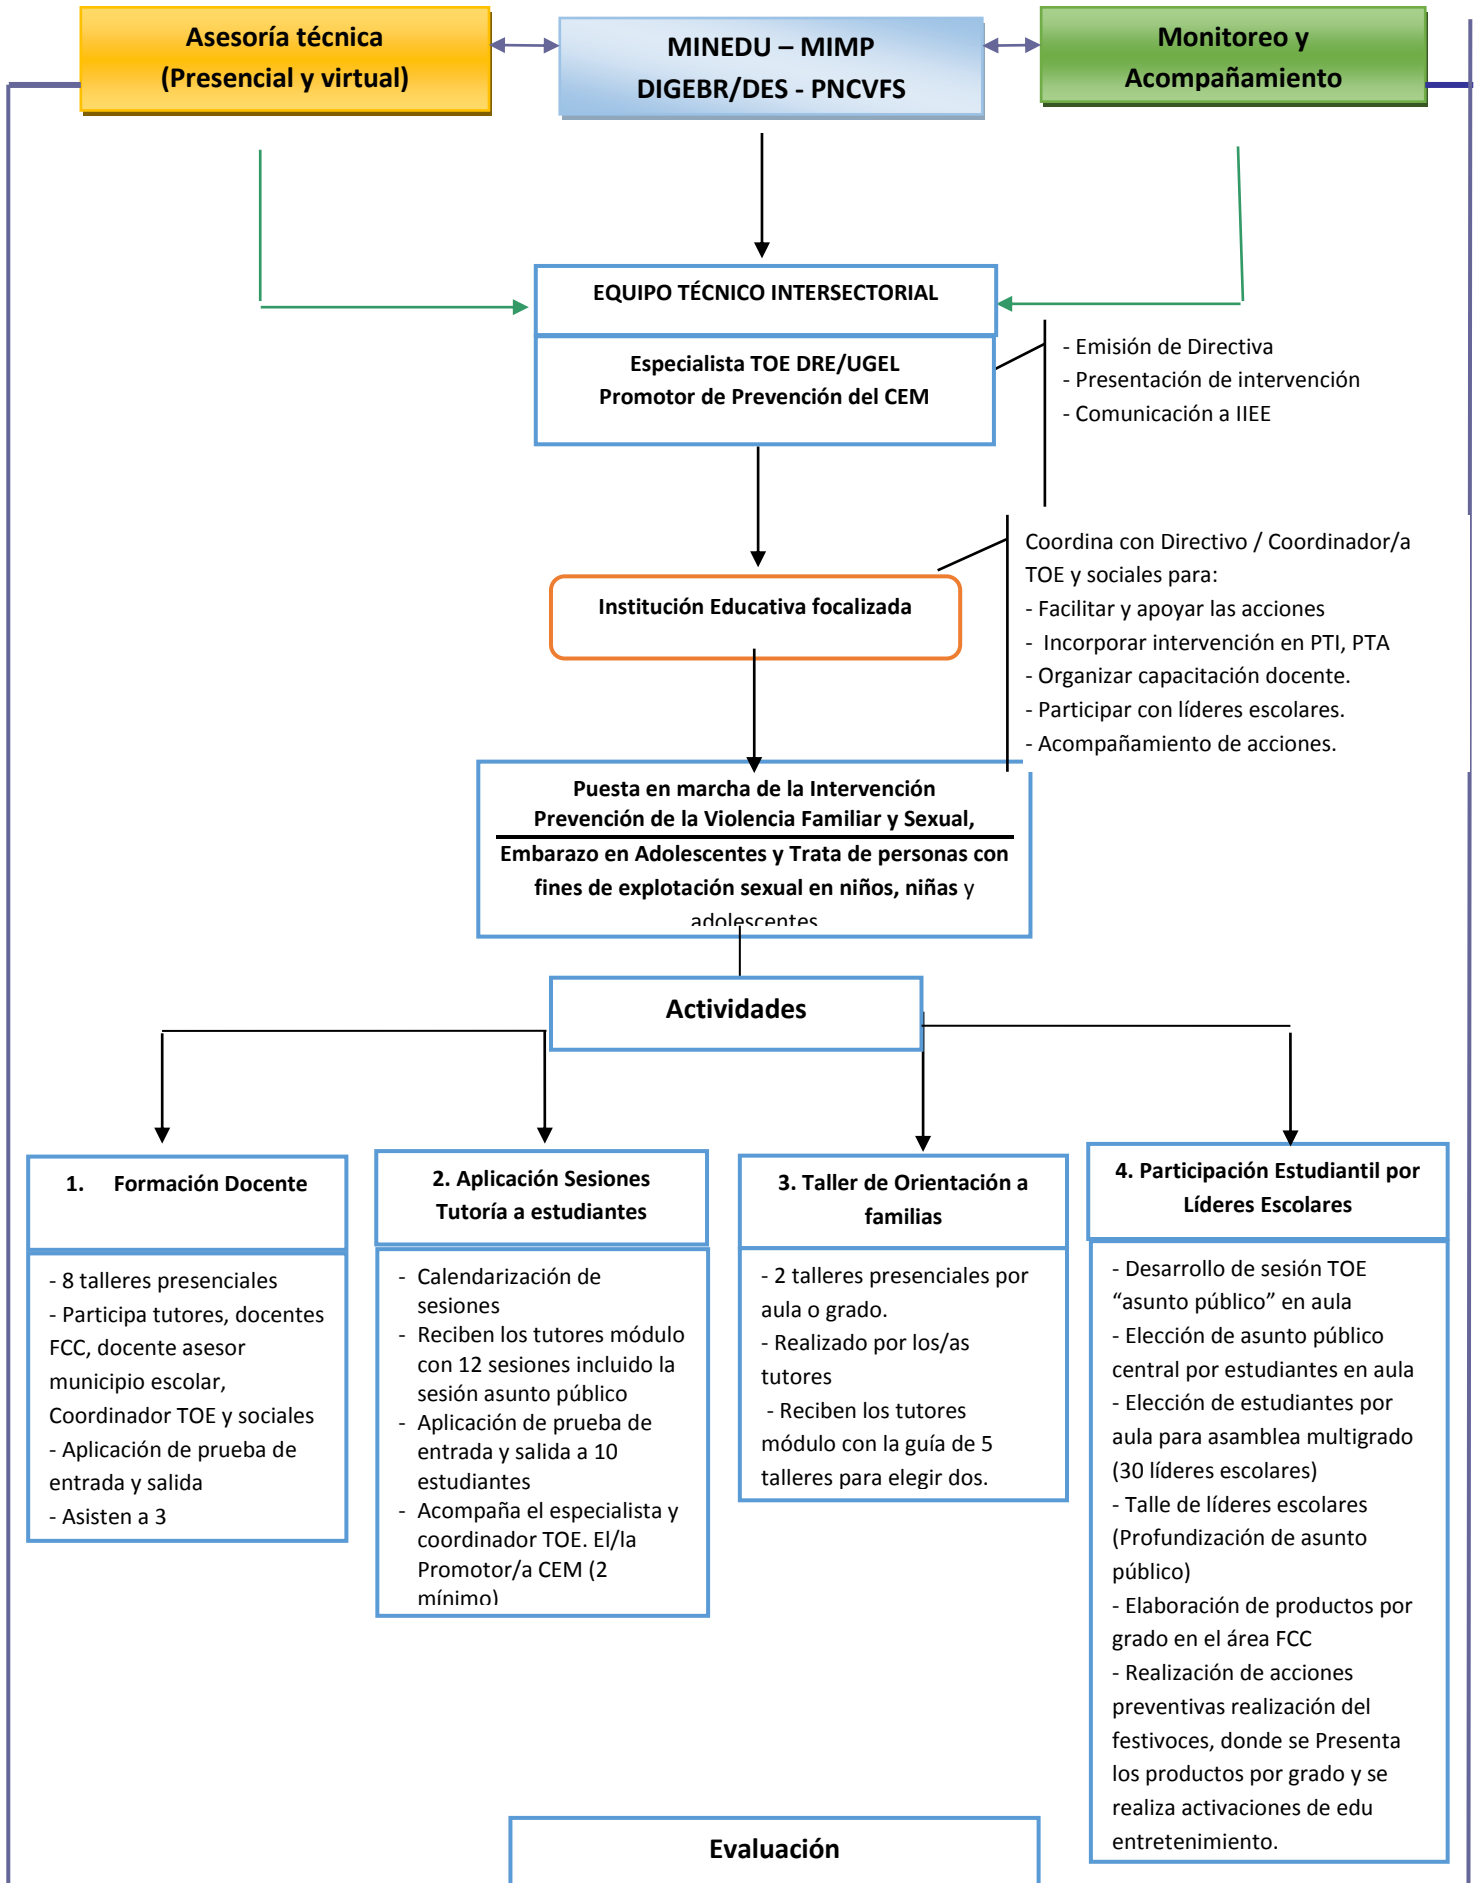 Asesoría técnica
(Presencial y virtual)
MINEDU – MIMP
DIGEBR/DES - PNCVFS
Monitoreo y
Acompañamiento
EQUIPO TÉCNICO INTERSECTORIAL
Especialista TOE DRE/UGEL
Promotor de Prevención del CEM
- Emisión de Directiva
- Presentación de intervención
- Comunicación a IIEE
Institución Educativa focalizada
Coordina con Directivo / Coordinador/a
TOE y sociales para:
- Facilitar y apoyar las acciones
- Incorporar intervención en PTI, PTA
- Organizar capacitación docente.
- Participar con líderes escolares.
- Acompañamiento de acciones.
Puesta en marcha de la Intervención
Prevención de la Violencia Familiar y Sexual,
Embarazo en Adolescentes y Trata de personas con
fines de explotación sexual en niños, niñas y
adolescentes
Actividades
1. Formación Docente
- 8 talleres presenciales
- Participa tutores, docentes
FCC, docente asesor
municipio escolar,
Coordinador TOE y sociales
- Aplicación de prueba de
entrada y salida
- Asisten a 3
2. Aplicación Sesiones
Tutoría a estudiantes
- Calendarización de
sesiones
- Reciben los tutores módulo
con 12 sesiones incluido la
sesión asunto público
- Aplicación de prueba de
entrada y salida a 10
estudiantes
- Acompaña el especialista y
coordinador TOE. El/la
Promotor/a CEM (2
mínimo)
3. Taller de Orientación a
familias
- 2 talleres presenciales por
aula o grado.
- Realizado por los/as
tutores
- Reciben los tutores
módulo con la guía de 5
talleres para elegir dos.
4. Participación Estudiantil por
Líderes Escolares
- Desarrollo de sesión TOE
“asunto público” en aula
- Elección de asunto público
central por estudiantes en aula
- Elección de estudiantes por
aula para asamblea multigrado
(30 líderes escolares)
- Talle de líderes escolares
(Profundización de asunto
público)
- Elaboración de productos por
grado en el área FCC
- Realización de acciones
preventivas realización del
festivoces, donde se Presenta
los productos por grado y se
realiza activaciones de edu
entretenimiento.
Evaluación